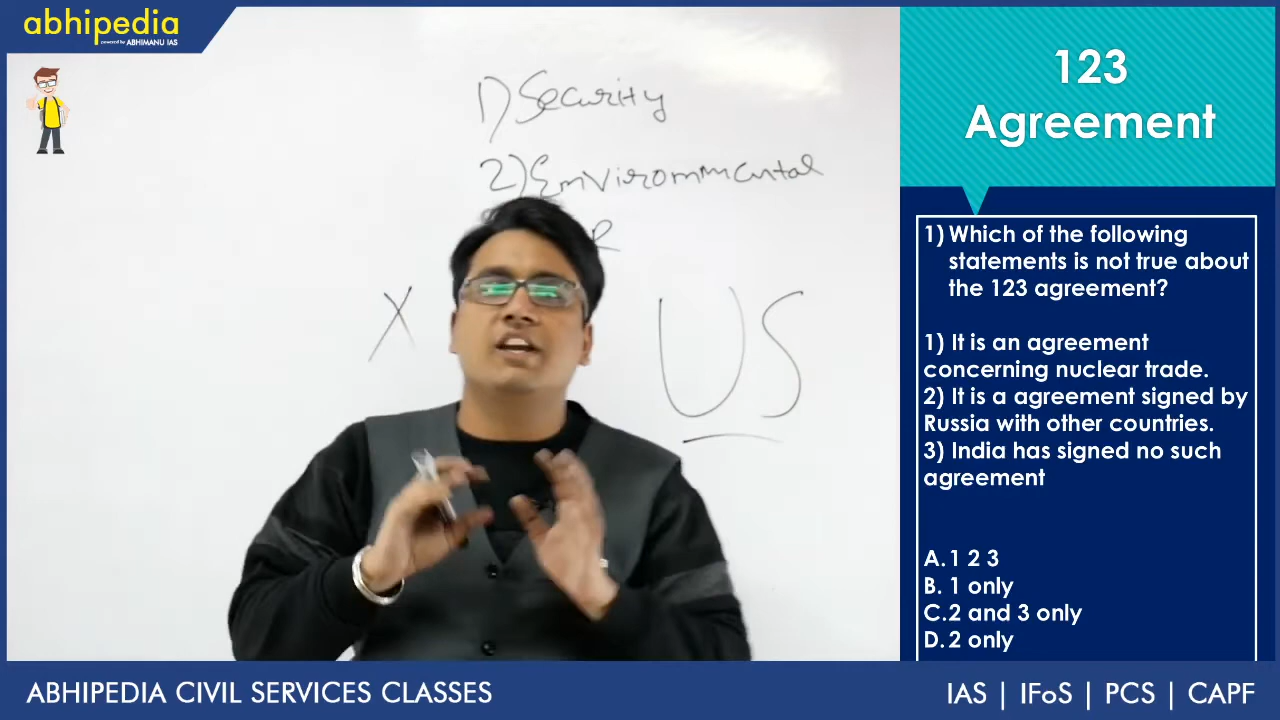 abhipedia
powered by ABHIMANU IAS
1) Security
2) Environmental
R
X
US
123
Agreement
1) Which of the following
statements is not true about
the 123 agreement?
1) It is an agreement
concerning nuclear trade.
2) It is a agreement signed by
Russia with other countries.
3) India has signed no such
agreement
A. 1 2 3
B. 1 only
C.2 and 3 only
D. 2 only
ABHIPEDIA CIVIL SERVICES CLASSES
IAS | IFoS | PCS | CAPF